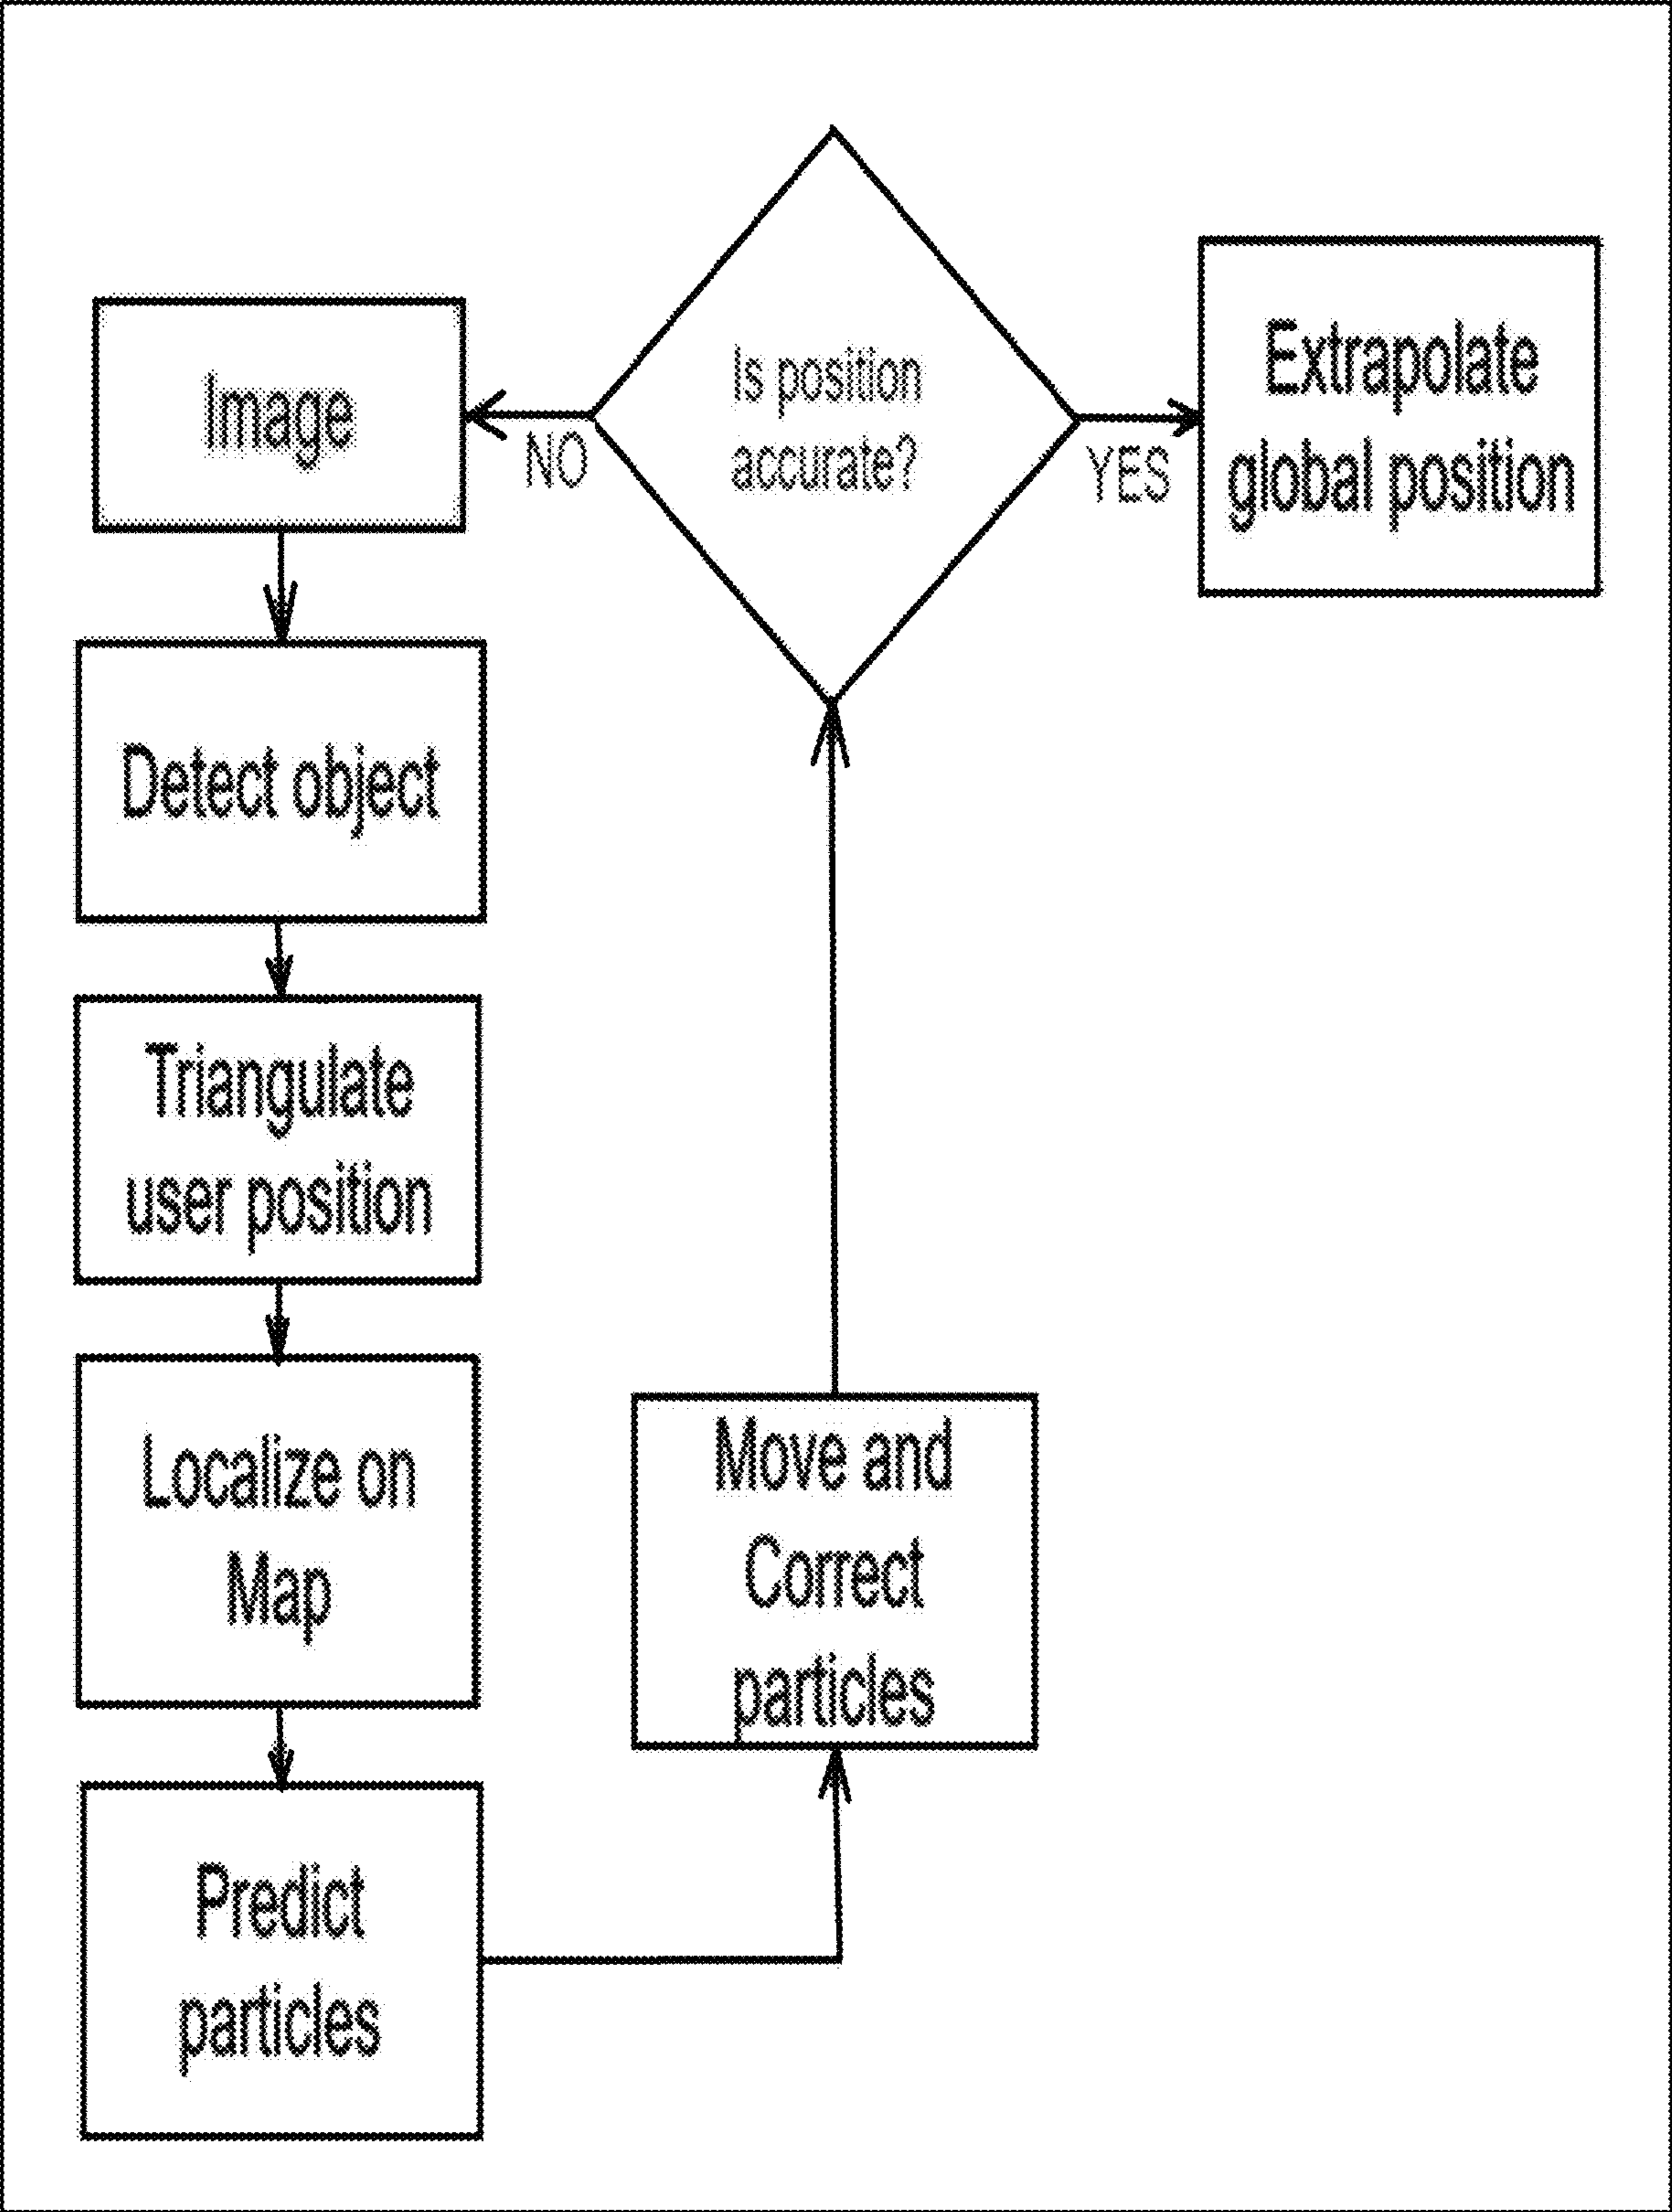 Image
NO
Is position
accurate?
YES
Extrapolate
global position
Detect object
Triangulate
user position
Localize on
Map
Move and
Correct
particles
Predict
particles